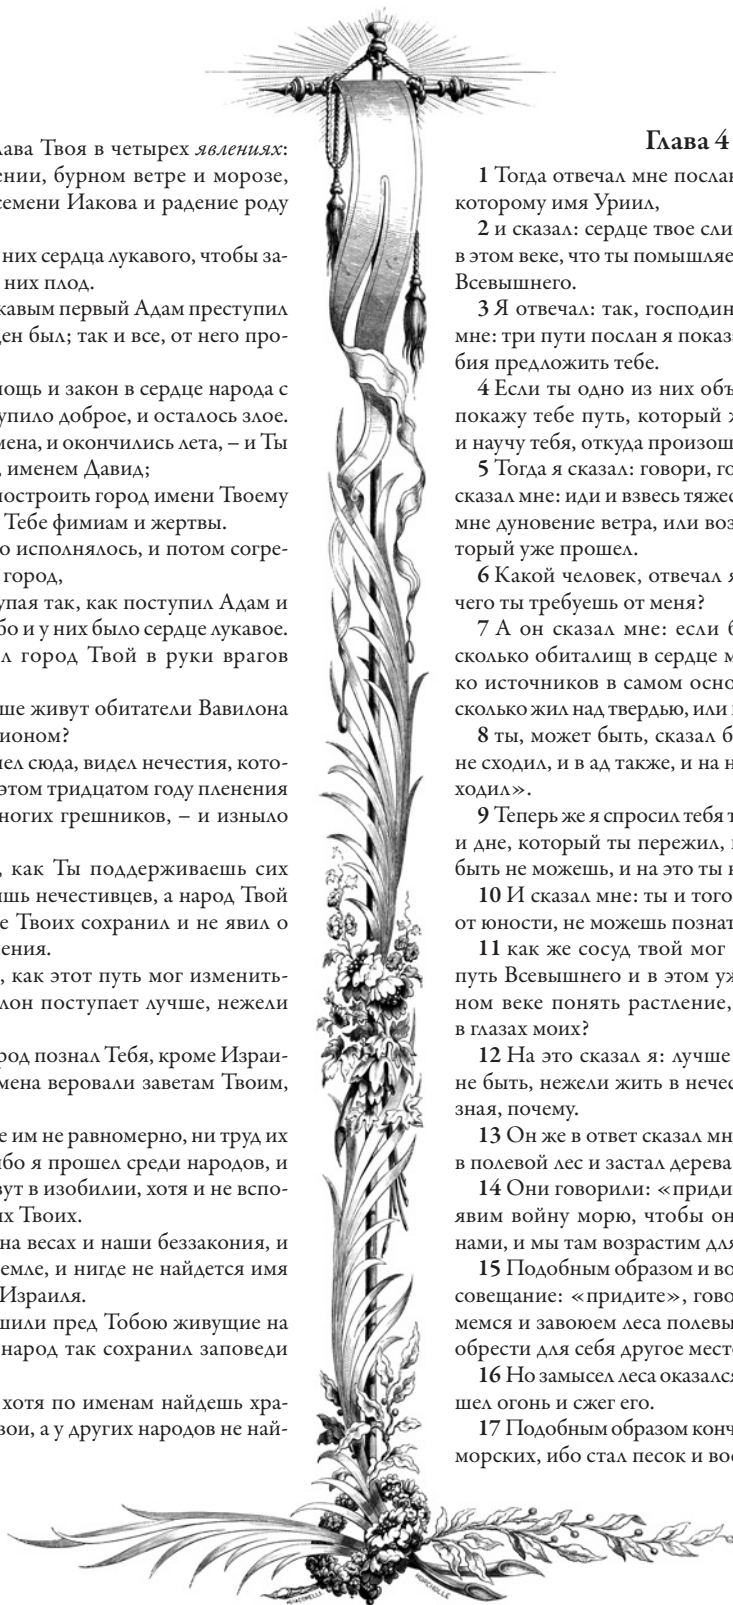 лава Твоя в четырех явлениях:
ении, бурном ветре и морозе,
семени Иакова и радение роду
них сердца лукавого, чтобы за-
них плод.
кавым первый Адам преступил
ден был; так и все, от него про-
мощь и закон в сердце народа с
упило доброе, и осталось злое.
мена, и окончились лета, – и Ты
, именем Давид;
построить город имени Твоему
Тебе фимиам и жертвы.
о исполнялось, и потом согре-
город,
упая так, как поступил Адам и
бо и у них было сердце лукавое.
л город Твой в руки врагов
ше живут обитатели Вавилона
ионом?
ел сюда, видел нечестия, кото-
этом тридцатом году пленения
ногих грешников, – и изныло
, как Ты поддерживаешь сих
ишь нечестивцев, а народ Твой
е Твоих сохранил и не явил о
ения.
, как этот путь мог изменить-
лон поступает лучше, нежели
род познал Тебя, кроме Израи-
мена веровали заветам Твоим,
е им не равномерно, ни труд их
ибо я прошел среди народов, и
вут в изобилии, хотя и не вспо-
их Твоих.
на весах и наши беззакония, и
емле, и нигде не найдется имя
Израиля.
шили пред Тобою живущие на
народ так сохранил заповеди
хотя по именам найдешь хра-
вои, а у других народов не най-
Глава 4
1 Тогда отвечал мне послан
которому имя Уриил,
2 и сказал: сердце твое сли
в этом веке, что ты помышляе
Всевышнего.
3 Я отвечал: так, господин
мне: три пути послан я показ
бия предложить тебе.
4 Если ты одно из них объ
покажу тебе путь, который ж
и научу тебя, откуда произош
5 Тогда я сказал: говори, го
сказал мне: иди и взвесь тяжес
мне дуновение ветра, или воз
торый уже прошел.
6 Какой человек, отвечал я
чего ты требуешь от меня?
7 А он сказал мне: если б
сколько обиталищ в сердце м
ко источников в самом осно
сколько жил над твердью, или
8 ты, может быть, сказал б
не сходил, и в ад также, и на н
ходил».
9 Теперь же я спросил тебя т
и дне, который ты пережил,
быть не можешь, и на это ты н
10 И сказал мне: ты и того
от юности, не можешь познат
11 как же сосуд твой мог
путь Всевышнего и в этом уж
ном веке понять растление,
в глазах моих?
12 На это сказал я: лучше
не быть, нежели жить в нечес
зная, почему.
13 Он же в ответ сказал мн
в полевой лес и застал дерева
14 Они говорили: «приди
явим войну морю, чтобы он
нами, и мы там возрастим для
15 Подобным образом и во
совещание: «придите», гово
мемся и завоюем леса полевы
обрести для себя другое мест
16 Но замысел леса оказался
шел огонь и сжег его.
17 Подобным образом конч
морских, ибо стал песок и вос